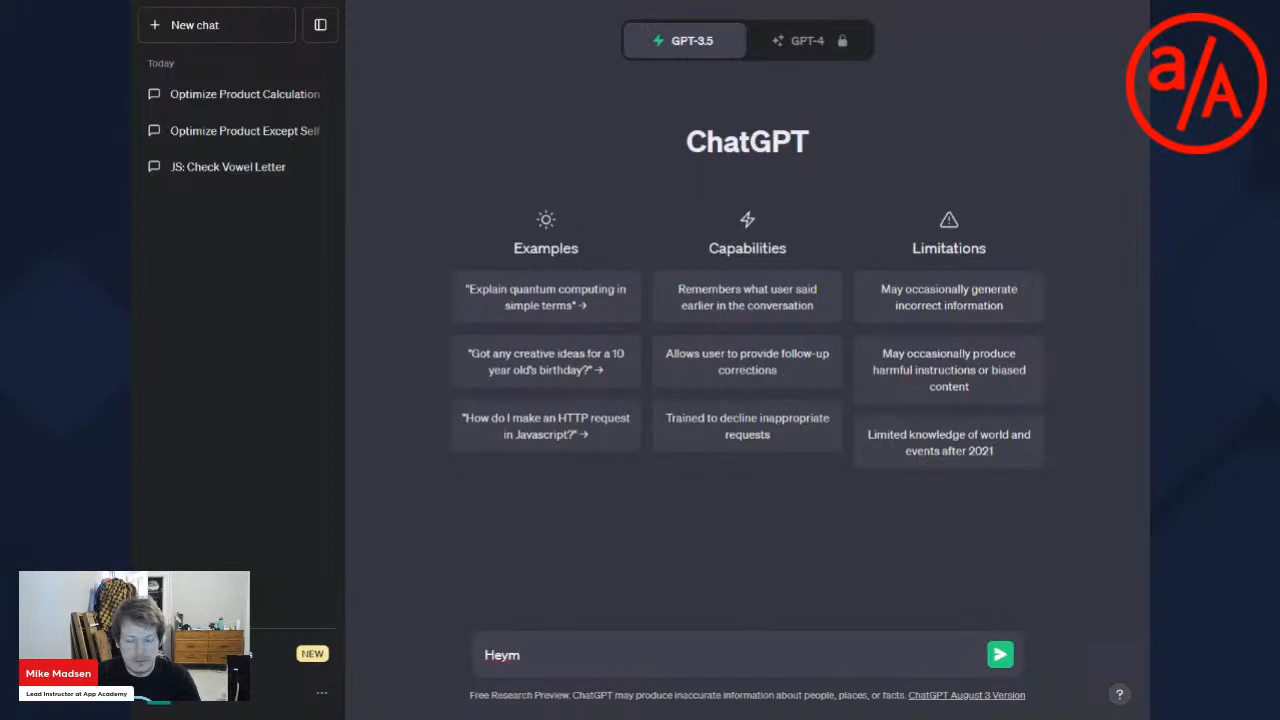 New chat
Today
Optimize Product Calculation
Optimize Product Except Self
JS: Check Vowel Letter
GPT-3.5
GPT-4
a/A
ChatGPT
Examples
"Explain quantum computing in
simple terms" →
"Got any creative ideas for a 10
year old's birthday?" →
"How do I make an HTTP request
in Javascript?" →
Capabilities
Remembers what user said
earlier in the conversation
Allows user to provide follow-up
corrections
Trained to decline inappropriate
requests
Limitations
May occasionally generate
incorrect information
May occasionally produce
harmful instructions or biased
content
Limited knowledge of world and
events after 2021
Heym
Free Research Preview. ChatGPT may produce inaccurate information about people, places, or facts. ChatGPT August 3 Version
?
NEW
Mike Madsen
Lead Instructor at App Academy